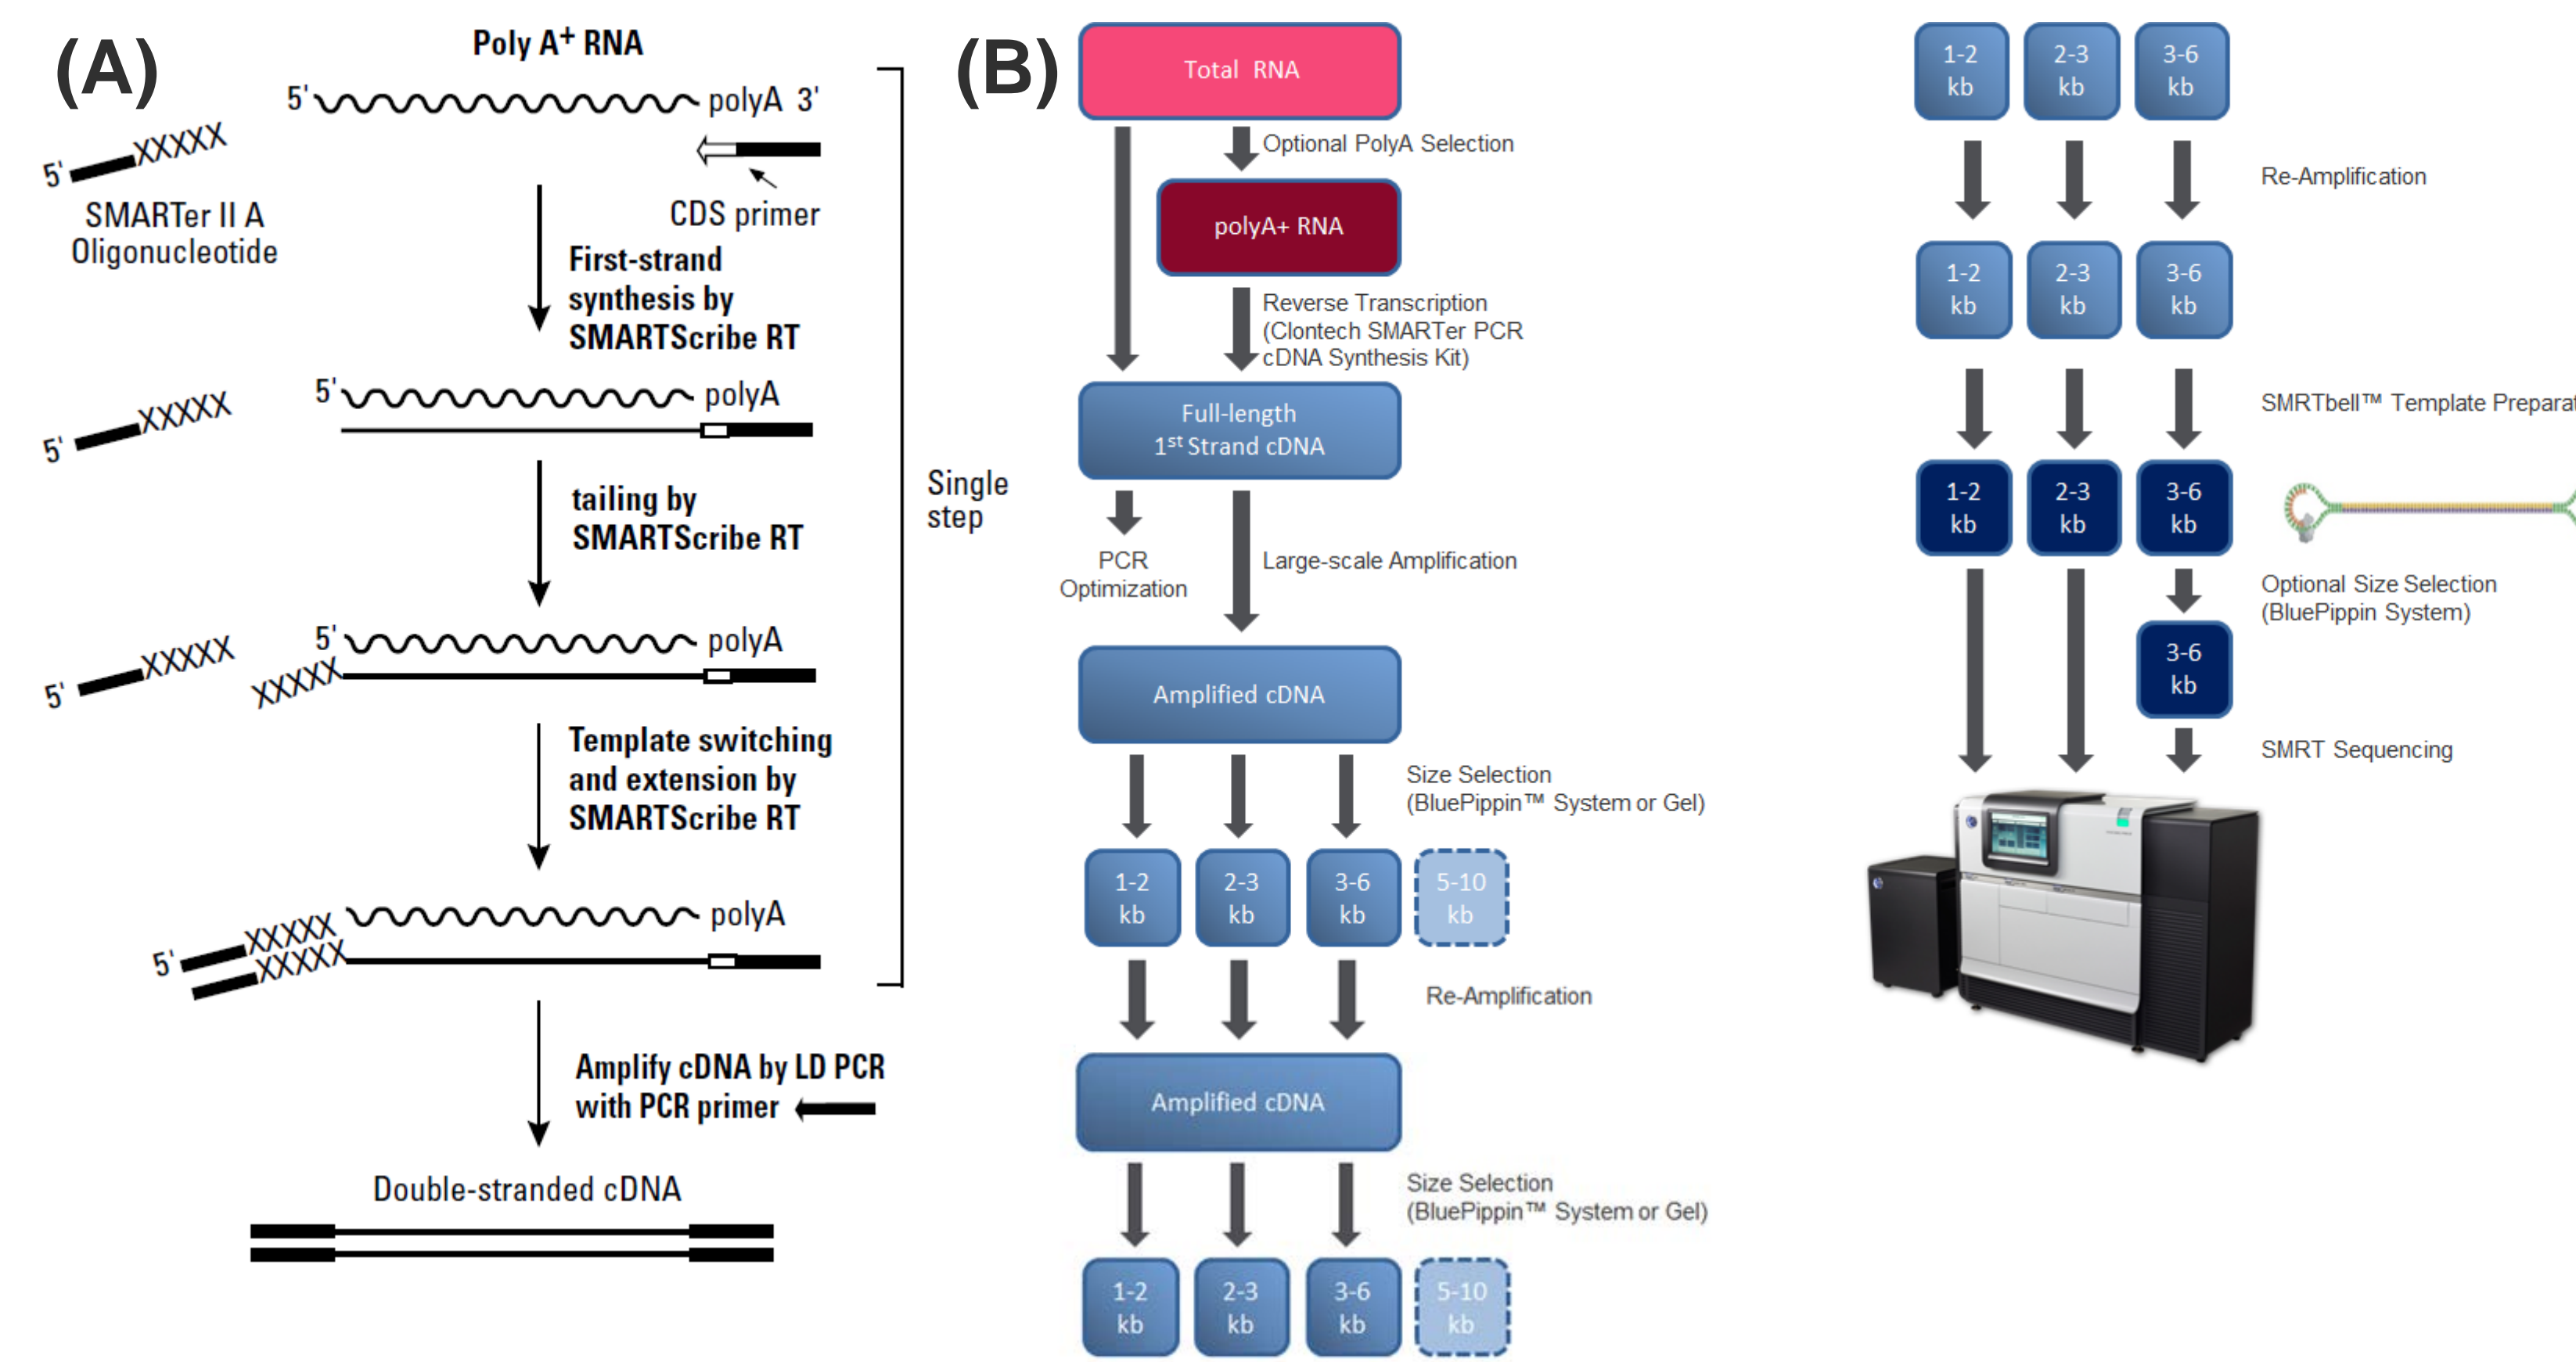 (A)
Poly A+ RNA
5' polyA 3'
5' XXXXX
SMARTer II A
Oligonucleotide
CDS primer
First-strand
synthesis by
SMARTScribe RT
5' polyA
5' XXXXX
tailing by
SMARTScribe RT
Single
step
5' polyA
5' XXXXX XXXXX
Template switching
and extension by
SMARTScribe RT
polyA
5' XXXXX
XXXXX
Amplify cDNA by LD PCR
with PCR primer
Double-stranded cDNA
(B)
Total RNA
Optional PolyA Selection
polyA+ RNA
Reverse Transcription
(Clontech SMARTer PCR
cDNA Synthesis Kit)
Full-length
1st Strand cDNA
PCR
Optimization
Large-scale Amplification
Amplified cDNA
Size Selection
(BluePippin™ System or Gel)
1-2 2-3 3-6 5-10
kb kb kb kb
Re-Amplification
Amplified cDNA
Size Selection
(BluePippin™ System or Gel)
1-2 2-3 3-6 5-10
kb kb kb kb
1-2 2-3 3-6
kb kb kb
Re-Amplification
1-2 2-3 3-6
kb kb kb
SMRTbell™ Template
1-2 2-3 3-6
kb kb kb
Optional Size Selection
(BluePippin System)
3-6
kb
SMRT Sequencing